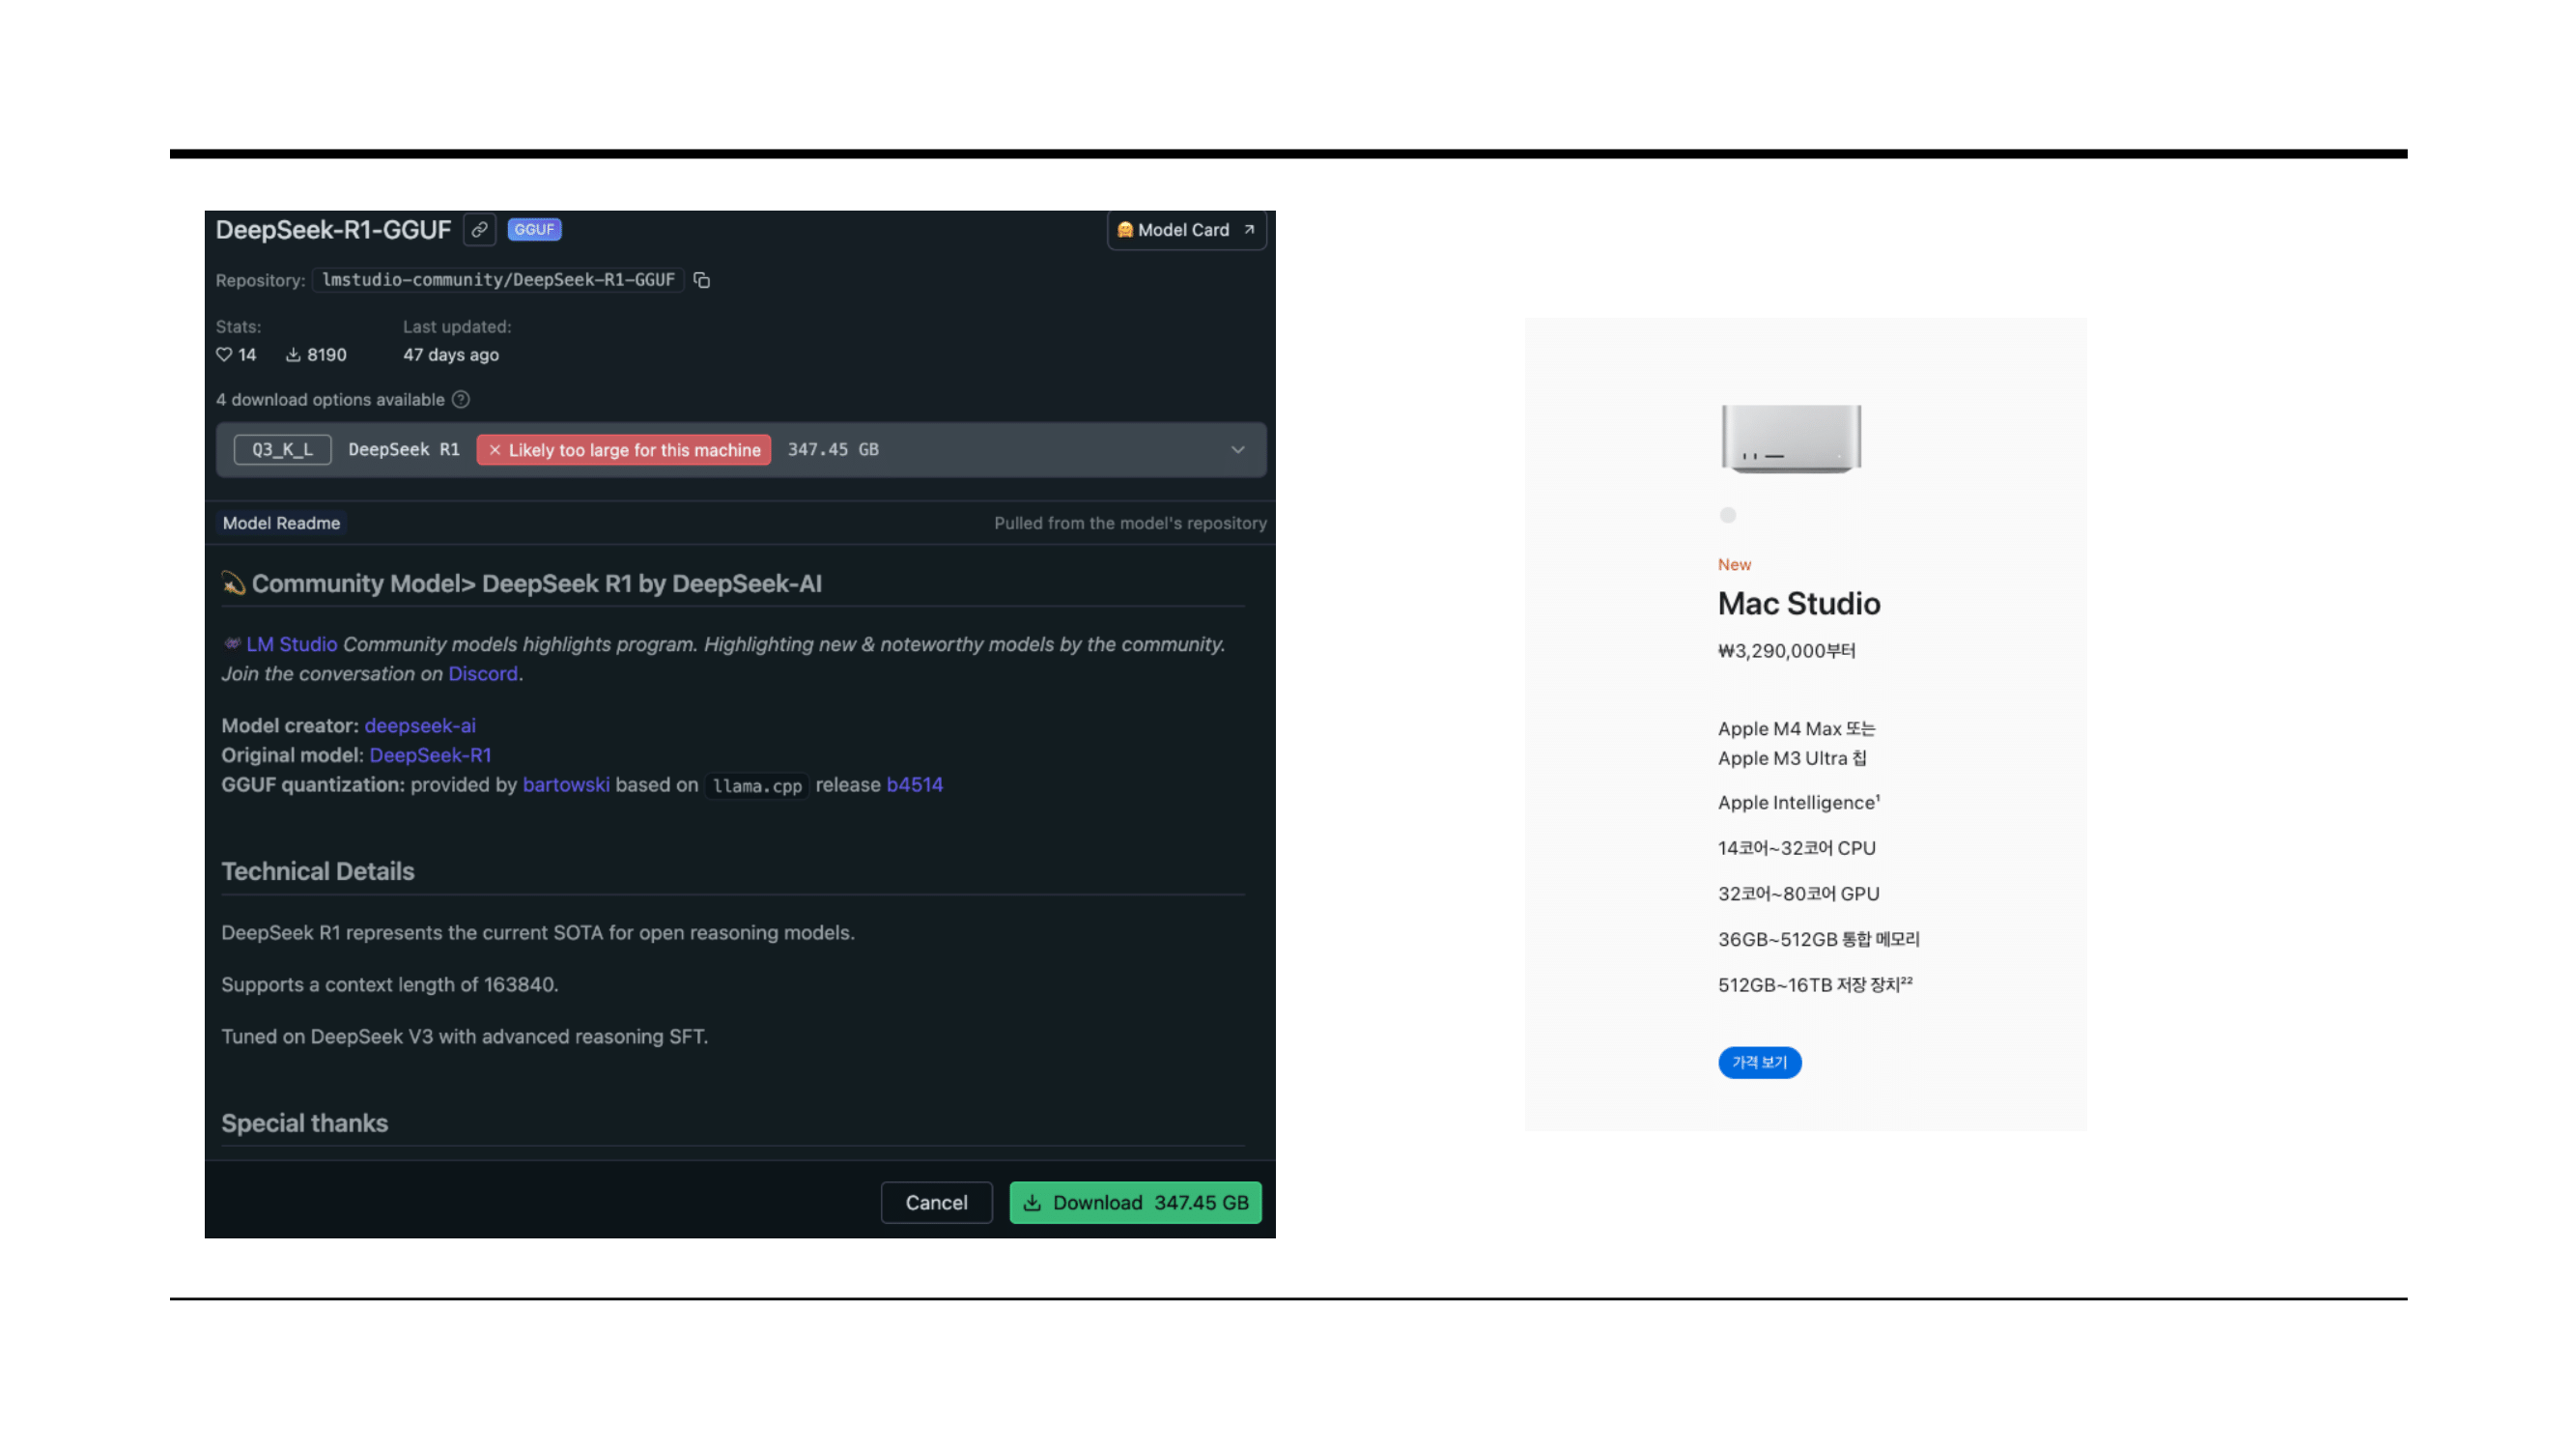 DeepSeek-R1-GGUF GGUF Model Card
Repository: lmstudio-community/DeepSeek-R1-GGUF
Stats: Last updated:
14 8190 47 days ago
4 download options available
Q3_K_L DeepSeek R1 Likely too large for this machine 347.45 GB
Model Readme Pulled from the model's repository
Community Model> DeepSeek R1 by DeepSeek-AI
LM Studio Community models highlights program. Highlighting new & noteworthy models by the community.
Join the conversation on Discord.
Model creator: deepseek-ai
Original model: DeepSeek-R1
GGUF quantization: provided by bartowski based on llama.cpp release b4514
Technical Details
DeepSeek R1 represents the current SOTA for open reasoning models.
Supports a context length of 163840.
Tuned on DeepSeek V3 with advanced reasoning SFT.
Special thanks
Cancel Download 347.45 GB
New
Mac Studio
₩3,290,000부터
Apple M4 Max 또는
Apple M3 Ultra 칩
Apple Intelligence¹
14코어~32코어 CPU
32코어~80코어 GPU
36GB~512GB 통합 메모리
512GB~16TB 저장 장치²²
가격 보기